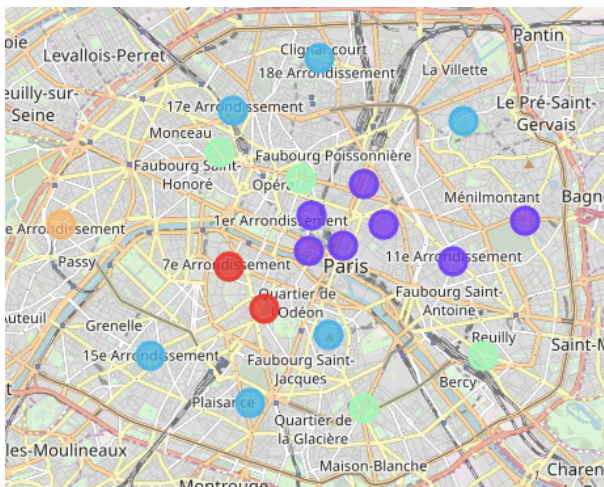 Pantin
Levallois-Perret
Clignancourt
18e Arrondissement
La Villette
Le Pré-Saint-
Gervais
euilly-sur-
Seine
17e Arrondissement
Monceau
Faubourg Poissonnière
Faubourg Saint-
Honoré
Opéra
Ménilmontant
Bagn
1er Arrondissement
e Arrondissement
Passy
7e Arrondissement
Paris
11e Arrondissement
Quartier de
l'Odéon
Faubourg Saint-
Antoine
Auteuil
Grenelle
15e Arrondissement
Faubourg Saint-
Jacques
Reuilly
Saint-M
Bercy
Plaisance
Quartier de
la Glacière
les-Moulineaux
Maison-Blanche
Charen
Montrouge